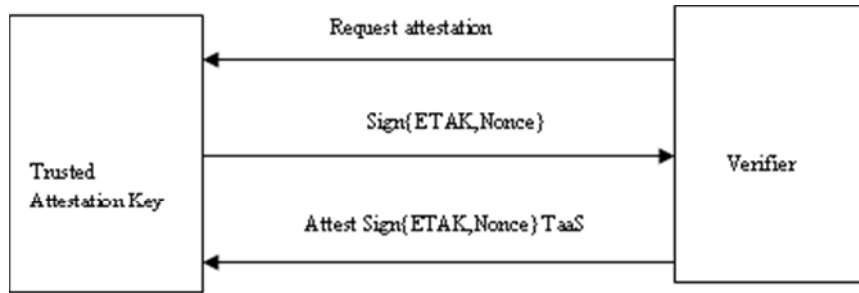 Request attestation
Sign{ETAK,Nonce}
Trusted
Attestation Key
Verifier
Attest Sign{ETAK,Nonce} TaaS